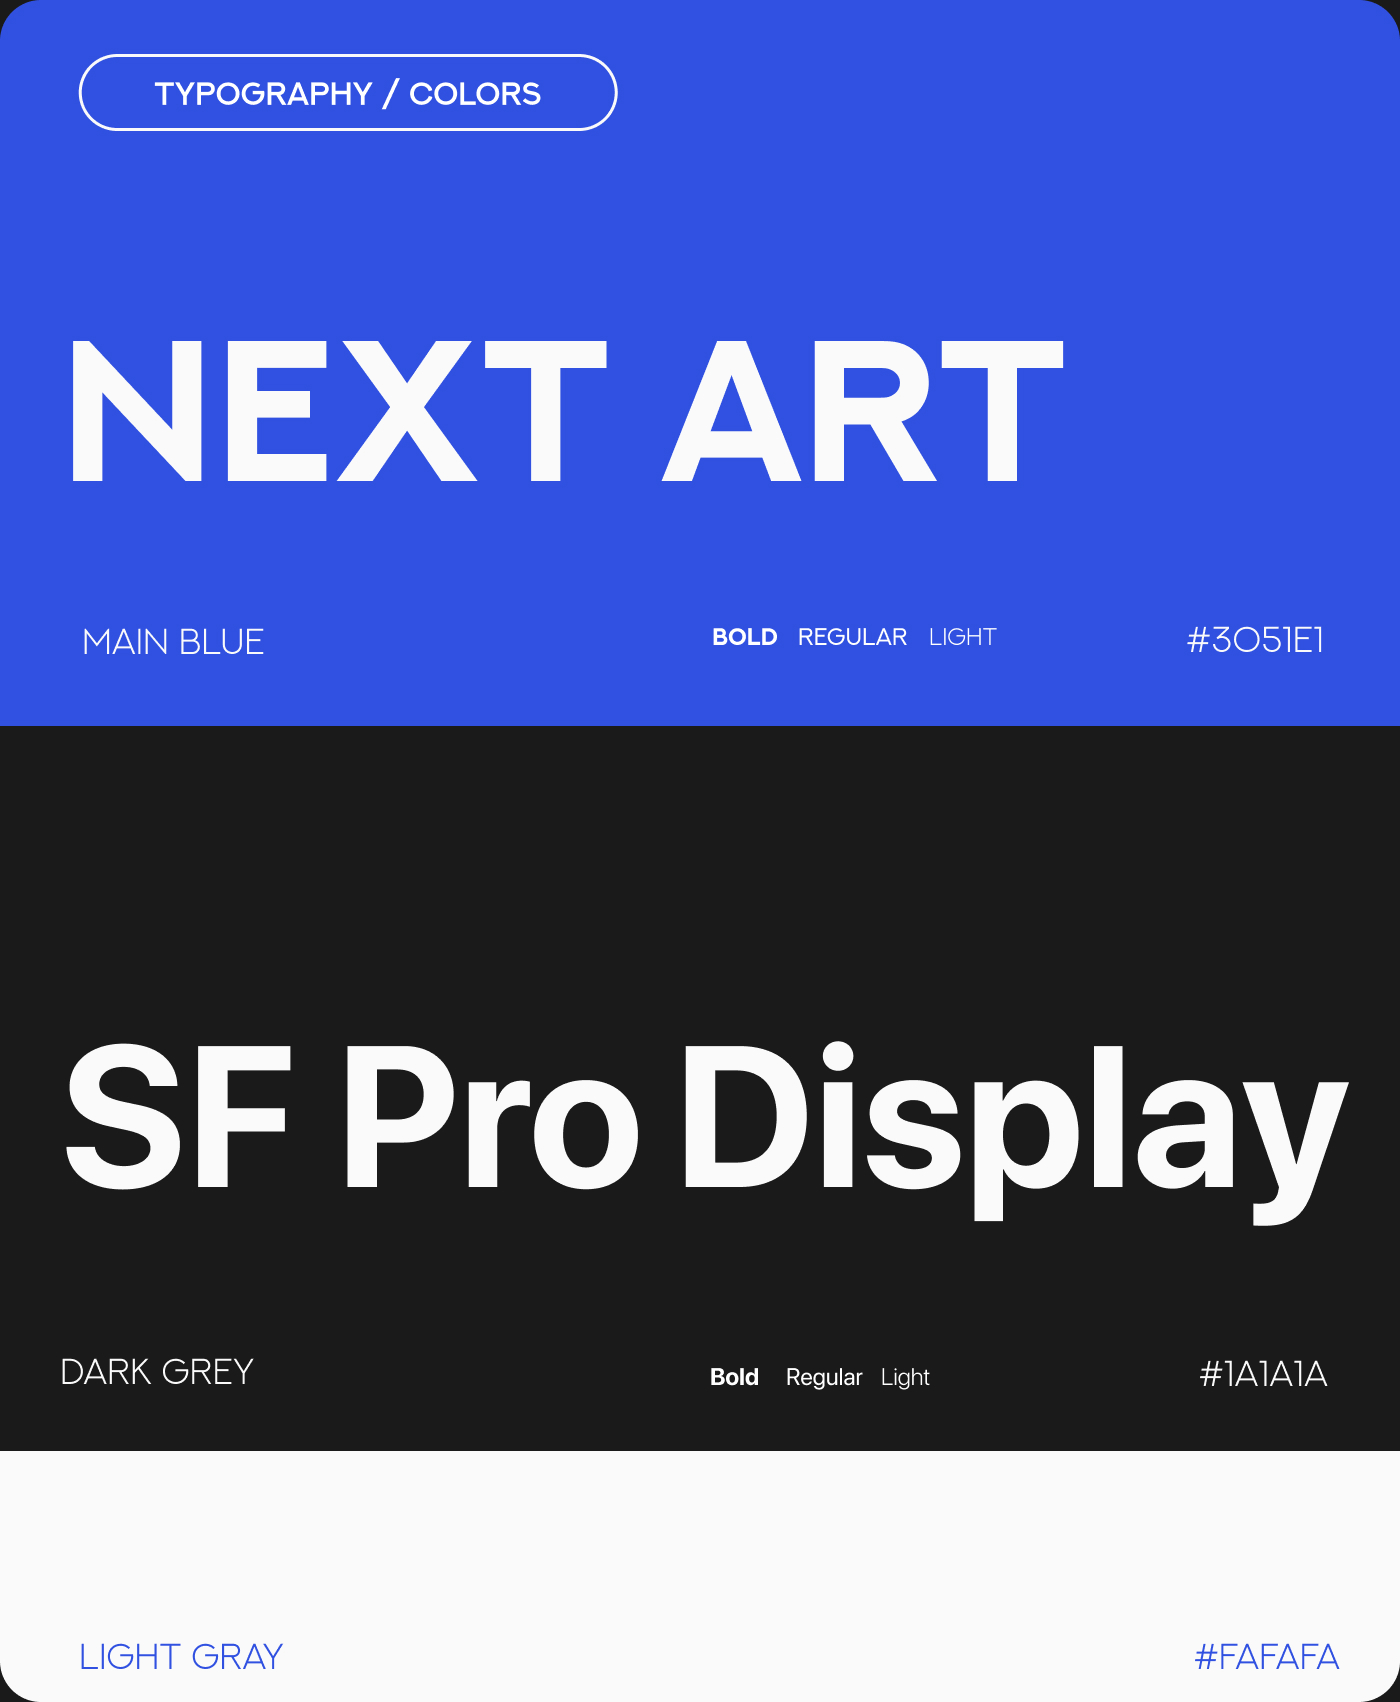 TYPOGRAPHY / COLORS
NEXT ART
MAIN BLUE BOLD REGULAR LIGHT #3051E1
SF Pro Display
DARK GREY Bold Regular Light #1A1A1A
LIGHT GRAY #FAFAFA